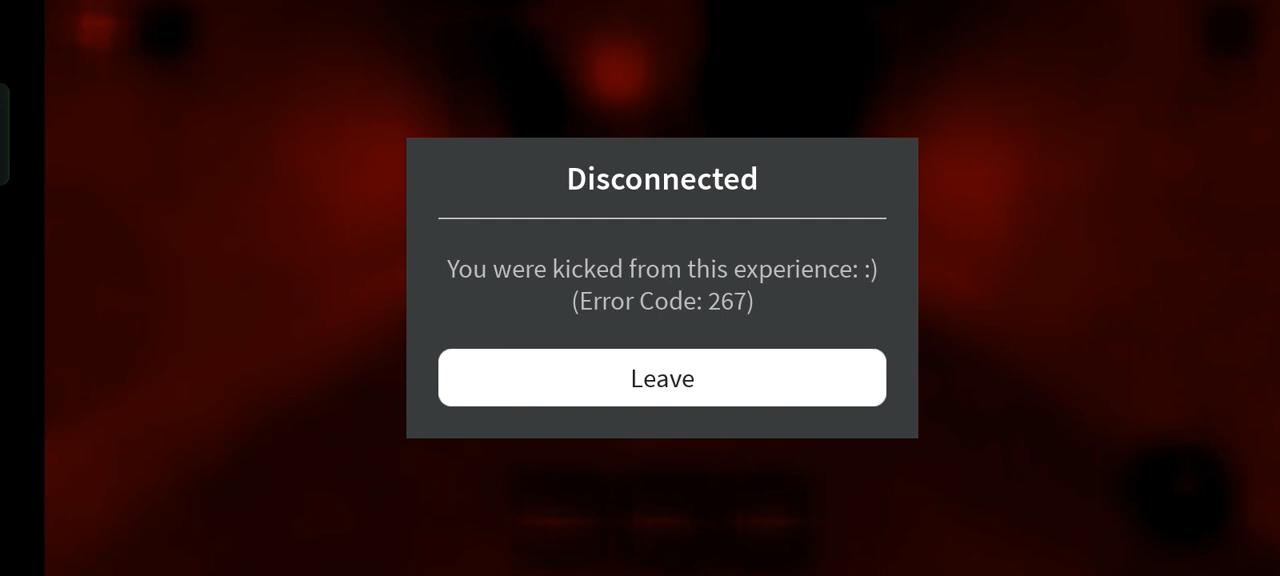 Disconnected
You were kicked from this experience: :)
(Error Code: 267)
Leave